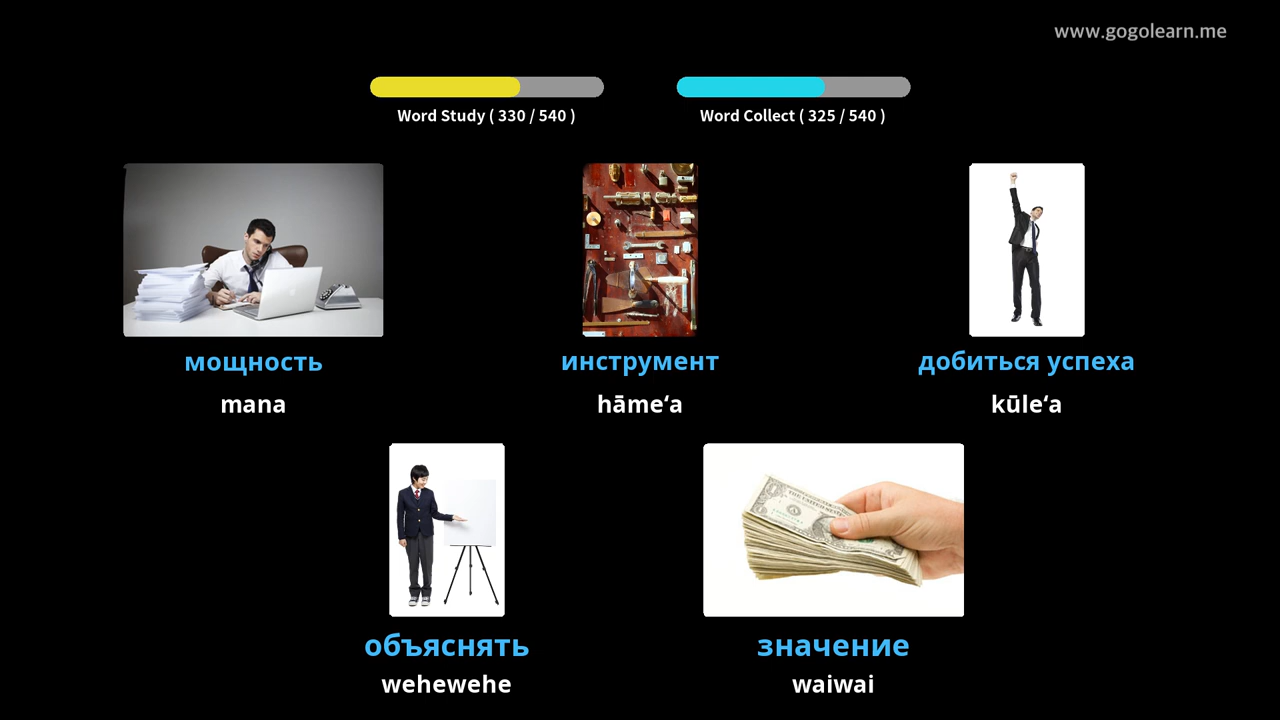 www.gogolearn.me
Word Study ( 330 / 540 )
Word Collect ( 325 / 540 )
мощность
инструмент
добиться успеха
mana
hāmeʻa
kūleʻa
объяснять
значение
wehewehe
waiwai